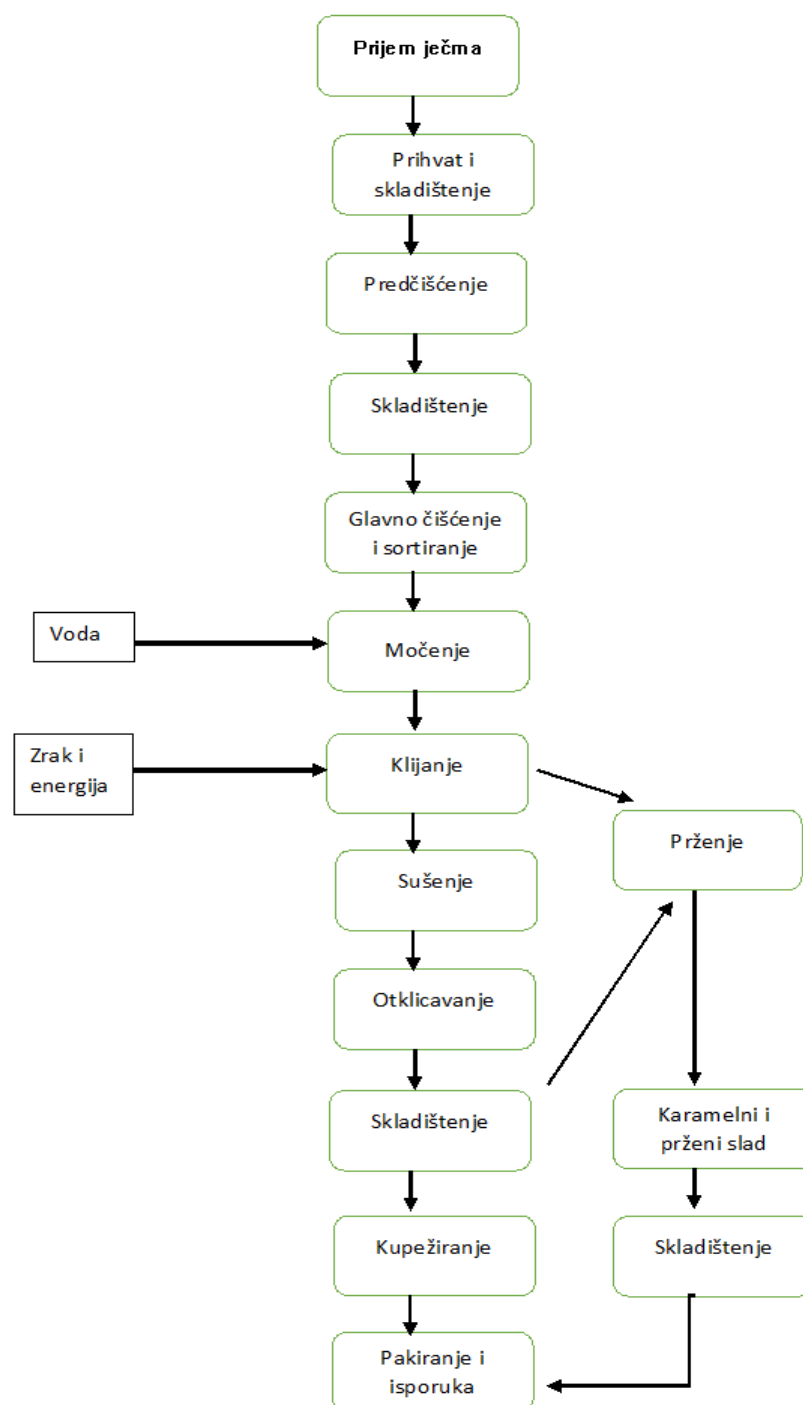 Prijem ječma
Prihvat i
skladištenje
Predčišćenje
Skladištenje
Glavno čišćenje
i sortiranje
Voda
Močenje
Zrak i
energija
Klijanje
Prženje
Sušenje
Otklicavanje
Skladištenje
Karamelni i
prženi slad
Kupežiranje
Skladištenje
Pakiranje i
isporuka